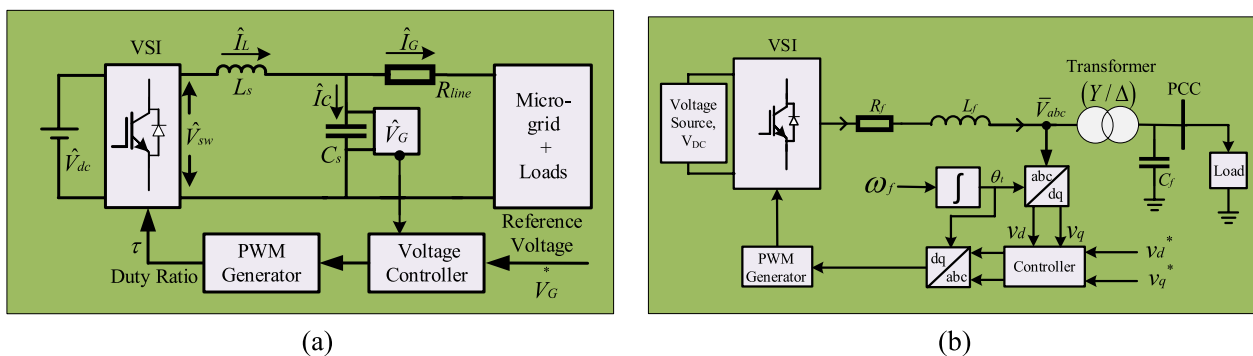 VSI
Î_L
Î_G
L_s
R_line
Î_C
V̂_dc
V̂_sw
V̂_G
C_s
Micro-
grid
+
Loads
τ
Duty Ratio
PWM
Generator
Voltage
Controller
Reference
Voltage
V_G^*
(a)
VSI
Voltage
Source,
V_DC
R_f
L_f
V̅_abc
Transformer
(Y/Δ)
PCC
C_f
Load
ω_f
∫
θ_t
abc
dq
v_d
v_q
PWM
Generator
dq
abc
Controller
v_d^*
v_q^*
(b)